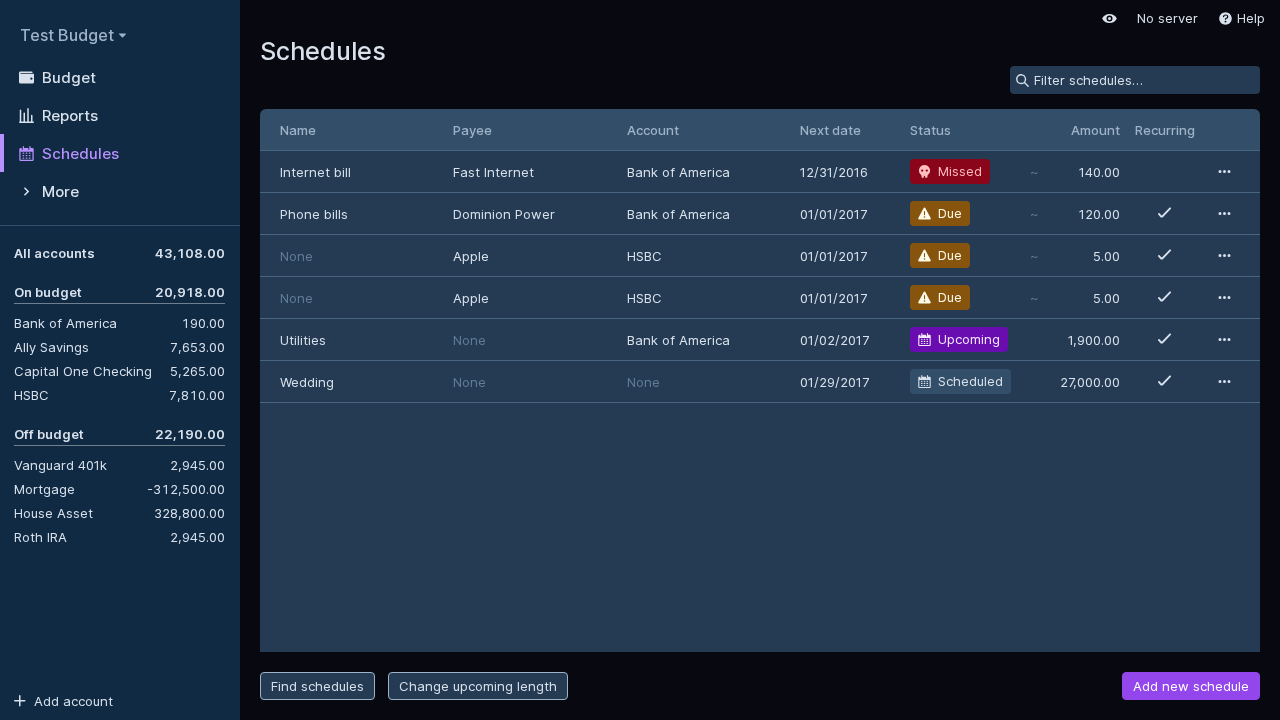 Test Budget
Budget
Reports
Schedules
More
All accounts 43,108.00
On budget 20,918.00
Bank of America 190.00
Ally Savings 7,653.00
Capital One Checking 5,265.00
HSBC 7,810.00
Off budget 22,190.00
Vanguard 401k 2,945.00
Mortgage -312,500.00
House Asset 328,800.00
Roth IRA 2,945.00
Add account
No server Help
Schedules
Filter schedules…
Name Payee Account Next date Status Amount Recurring
Internet bill Fast Internet Bank of America 12/31/2016 Missed ~ 140.00
Phone bills Dominion Power Bank of America 01/01/2017 Due ~ 120.00
None Apple HSBC 01/01/2017 Due ~ 5.00
None Apple HSBC 01/01/2017 Due ~ 5.00
Utilities None Bank of America 01/02/2017 Upcoming 1,900.00
Wedding None None 01/29/2017 Scheduled 27,000.00
Find schedules Change upcoming length Add new schedule